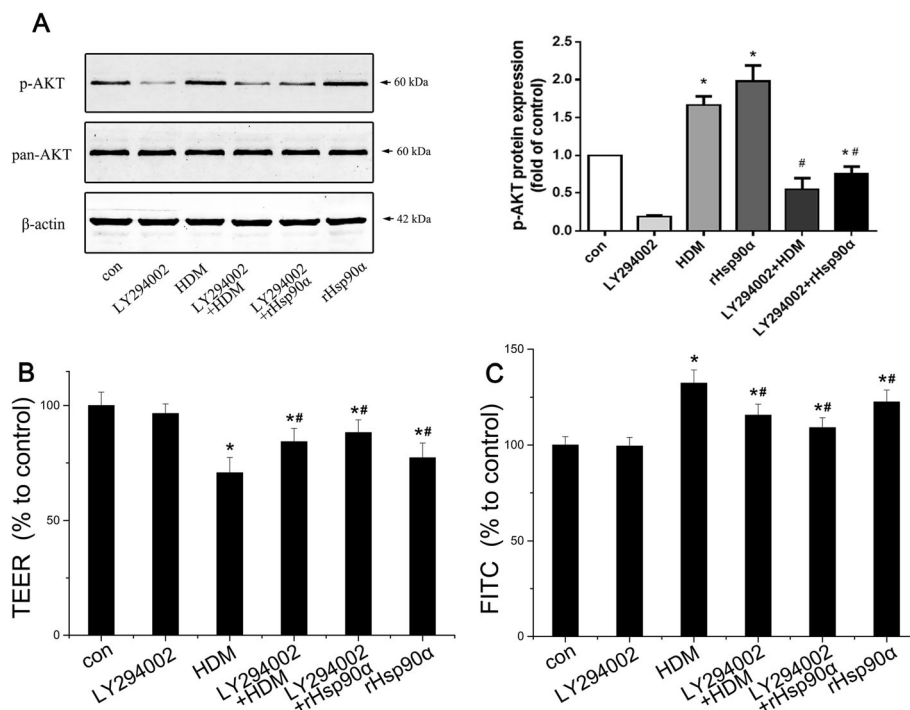 A
p-AKT
60 kDa
pan-AKT
60 kDa
β-actin
42 kDa
con
LY294002
HDM
LY294002
+HDM
LY294002
+rHsp90α
rHsp90α
p-AKT protein expression
(fold of control)
2.5
2.0
1.5
1.0
0.5
0.0
*
*
#
* #
con
LY294002
HDM
rHsp90α
LY294002+HDM
LY294002+rHsp90α
B
TEER (% to control)
100
50
0
*
*#
*#
*#
con
LY294002
HDM
LY294002
+HDM
LY294002
+rHsp90α
rHsp90α
C
FITC (% to control)
150
100
50
0
*
*#
*#
*#
con
LY294002
HDM
LY294002
+HDM
LY294002
+rHsp90α
rHsp90α